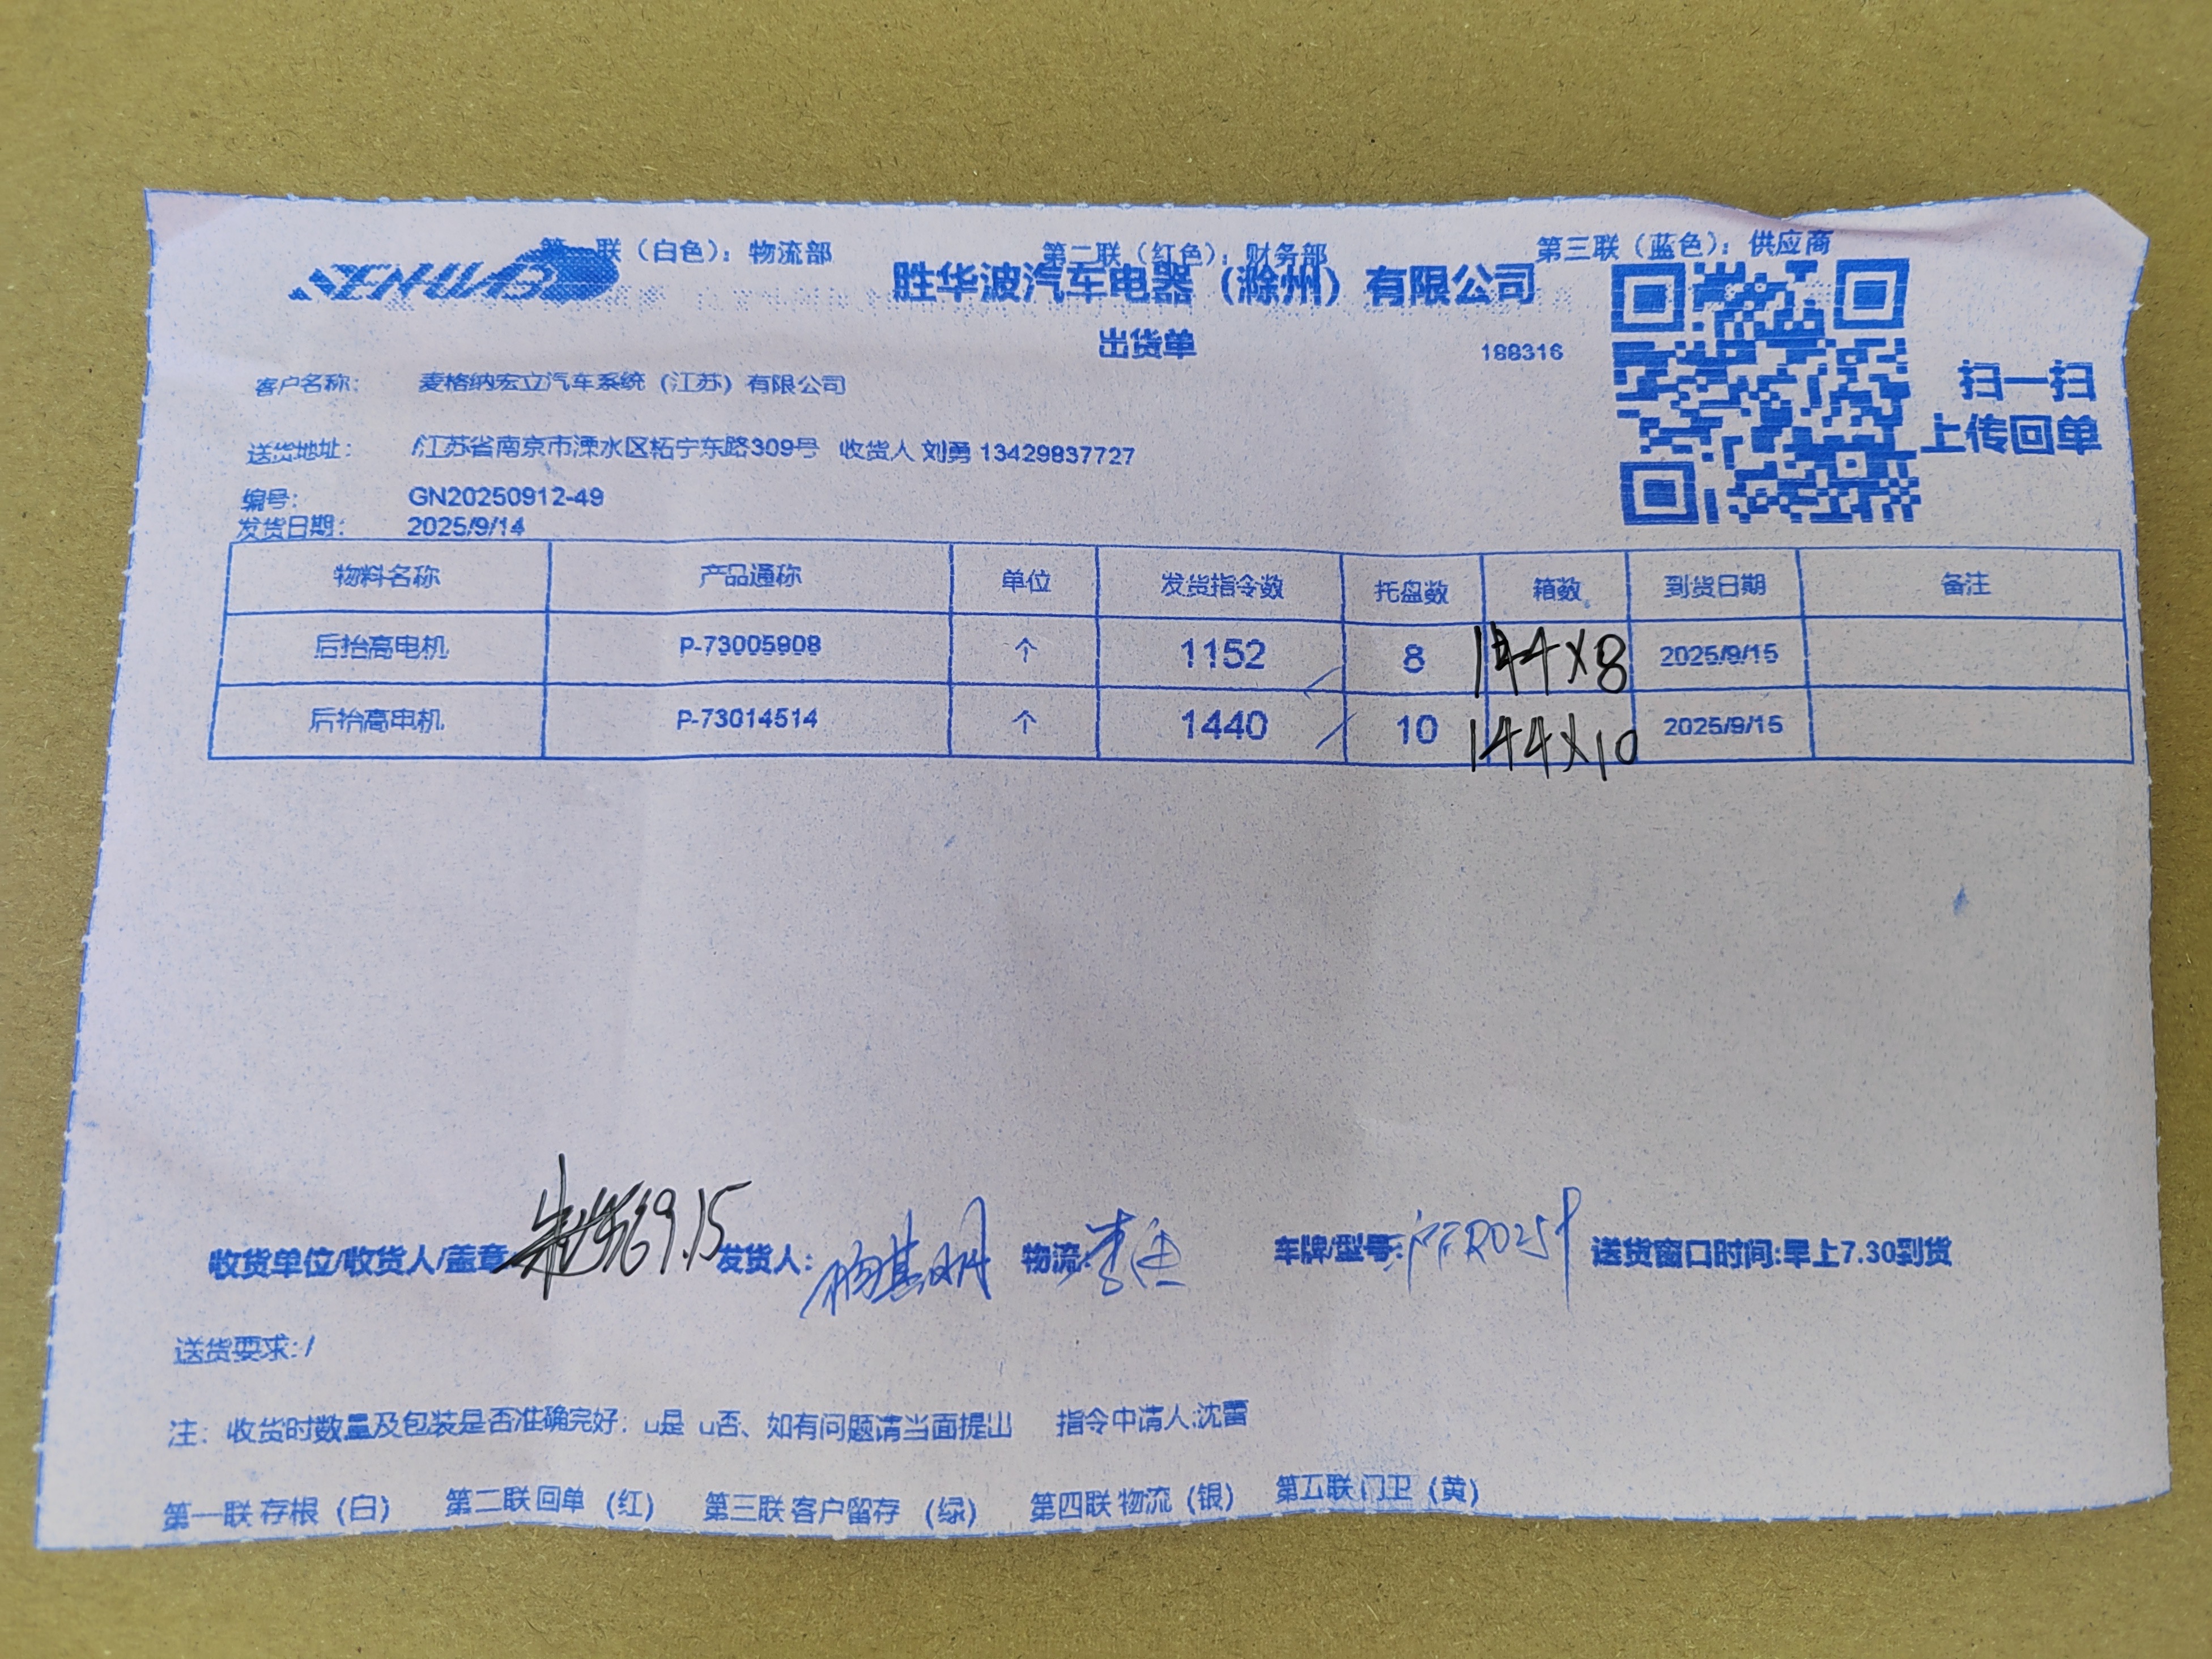 联（白色）：物流部 第二联（红色）：财务部 第三联（蓝色）：供应商
SENHWABO
胜华波汽车电器（滁州）有限公司
出货单 188316
扫一扫
上传回单
客户名称： 麦格纳宏立汽车系统（江苏）有限公司
送货地址： 江苏省南京市溧水区柘宁东路309号 收货人 刘勇 13429837727
编号： GN20250912-49
发货日期： 2025/9/14
物料名称 产品通称 单位 发货指令数 托盘数 箱数 到货日期 备注
后抬高电机 P-73005908 个 1152 8 144×8 2025/9/15
后抬高电机 P-73014514 个 1440 10 144×10 2025/9/15
收货单位/收货人/盖章 9.15 发货人： 物流: 车牌/型号: 送货窗口时间:早上7.30到货
送货要求:/
注：收货时数量及包装是否准确完好：u是 u否、如有问题请当面提出 指令申请人:沈雷
第一联 存根（白） 第二联 回单（红） 第三联 客户留存（绿） 第四联 物流（银） 第五联 门卫（黄）